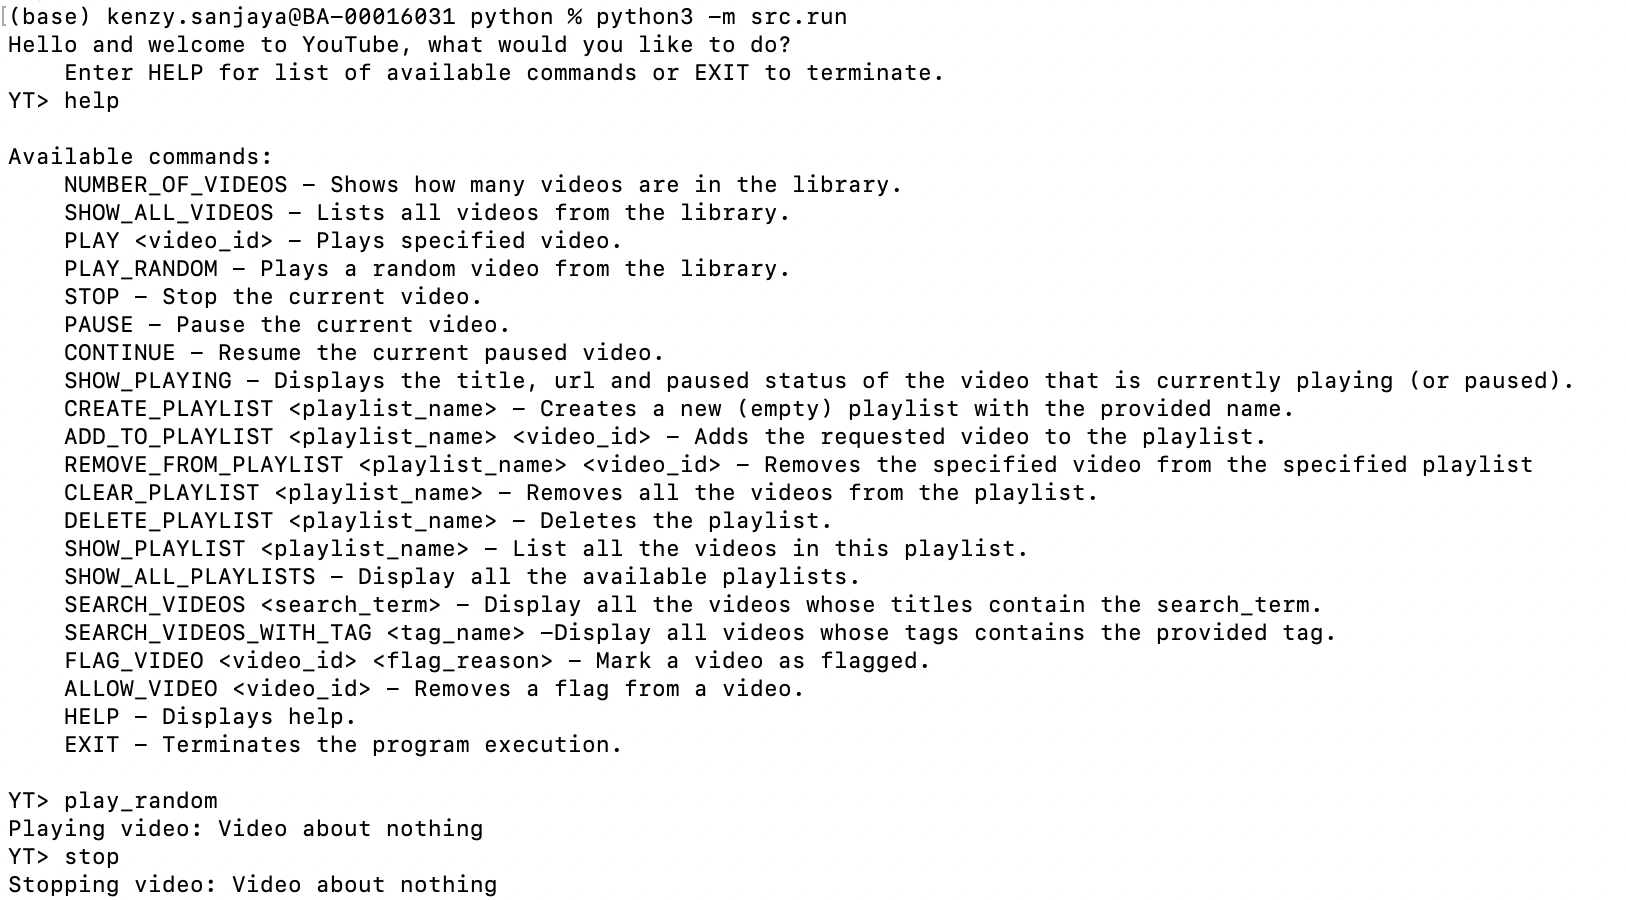 [(base) kenzy.sanjaya@BA-00016031 python % python3 -m src.run
Hello and welcome to YouTube, what would you like to do?
    Enter HELP for list of available commands or EXIT to terminate.
YT> help

Available commands:
    NUMBER_OF_VIDEOS - Shows how many videos are in the library.
    SHOW_ALL_VIDEOS - Lists all videos from the library.
    PLAY <video_id> - Plays specified video.
    PLAY_RANDOM - Plays a random video from the library.
    STOP - Stop the current video.
    PAUSE - Pause the current video.
    CONTINUE - Resume the current paused video.
    SHOW_PLAYING - Displays the title, url and paused status of the video that is currently playing (or paused).
    CREATE_PLAYLIST <playlist_name> - Creates a new (empty) playlist with the provided name.
    ADD_TO_PLAYLIST <playlist_name> <video_id> - Adds the requested video to the playlist.
    REMOVE_FROM_PLAYLIST <playlist_name> <video_id> - Removes the specified video from the specified playlist
    CLEAR_PLAYLIST <playlist_name> - Removes all the videos from the playlist.
    DELETE_PLAYLIST <playlist_name> - Deletes the playlist.
    SHOW_PLAYLIST <playlist_name> - List all the videos in this playlist.
    SHOW_ALL_PLAYLISTS - Display all the available playlists.
    SEARCH_VIDEOS <search_term> - Display all the videos whose titles contain the search_term.
    SEARCH_VIDEOS_WITH_TAG <tag_name> -Display all videos whose tags contains the provided tag.
    FLAG_VIDEO <video_id> <flag_reason> - Mark a video as flagged.
    ALLOW_VIDEO <video_id> - Removes a flag from a video.
    HELP - Displays help.
    EXIT - Terminates the program execution.

YT> play_random
Playing video: Video about nothing
YT> stop
Stopping video: Video about nothing